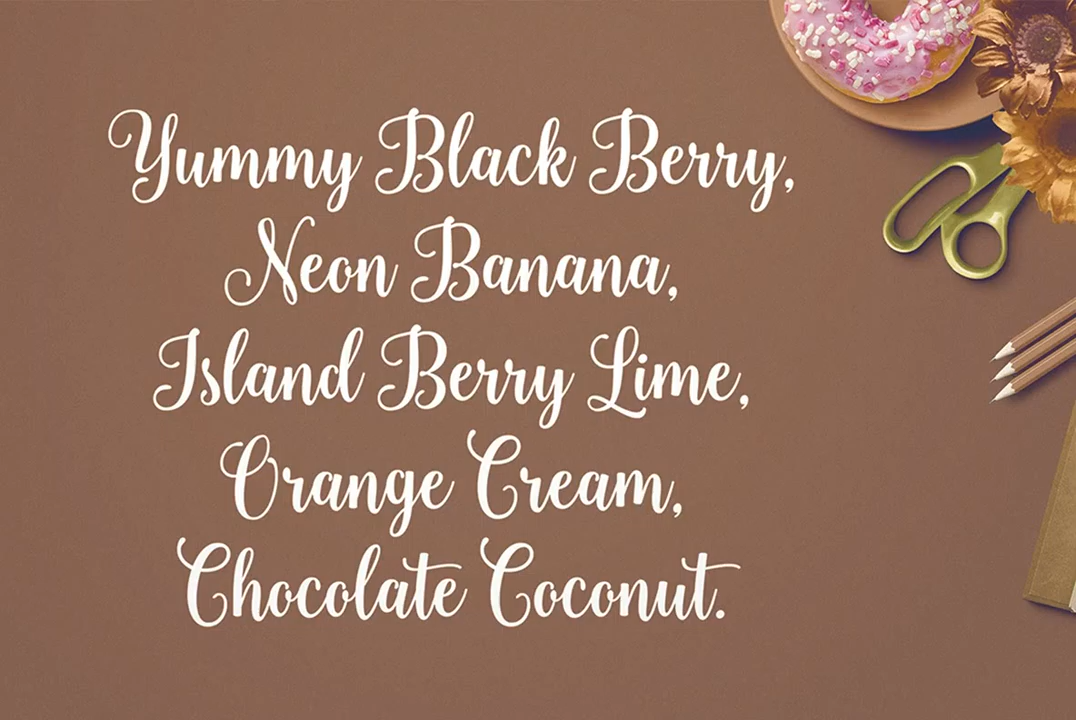 Yummy Black Berry,
Neon Banana,
Island Berry Lime,
Orange Cream,
Chocolate Coconut.